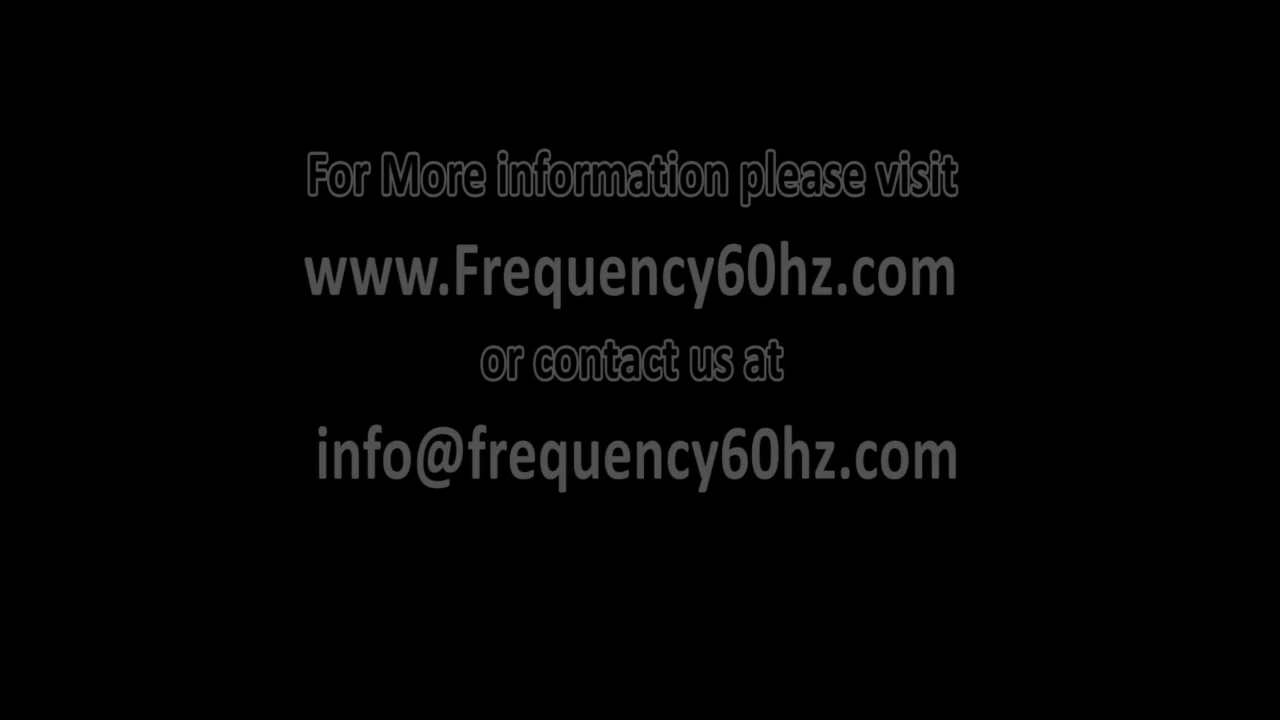 For More information please visit
www.Frequency60hz.com
or contact us at
info@frequency60hz.com